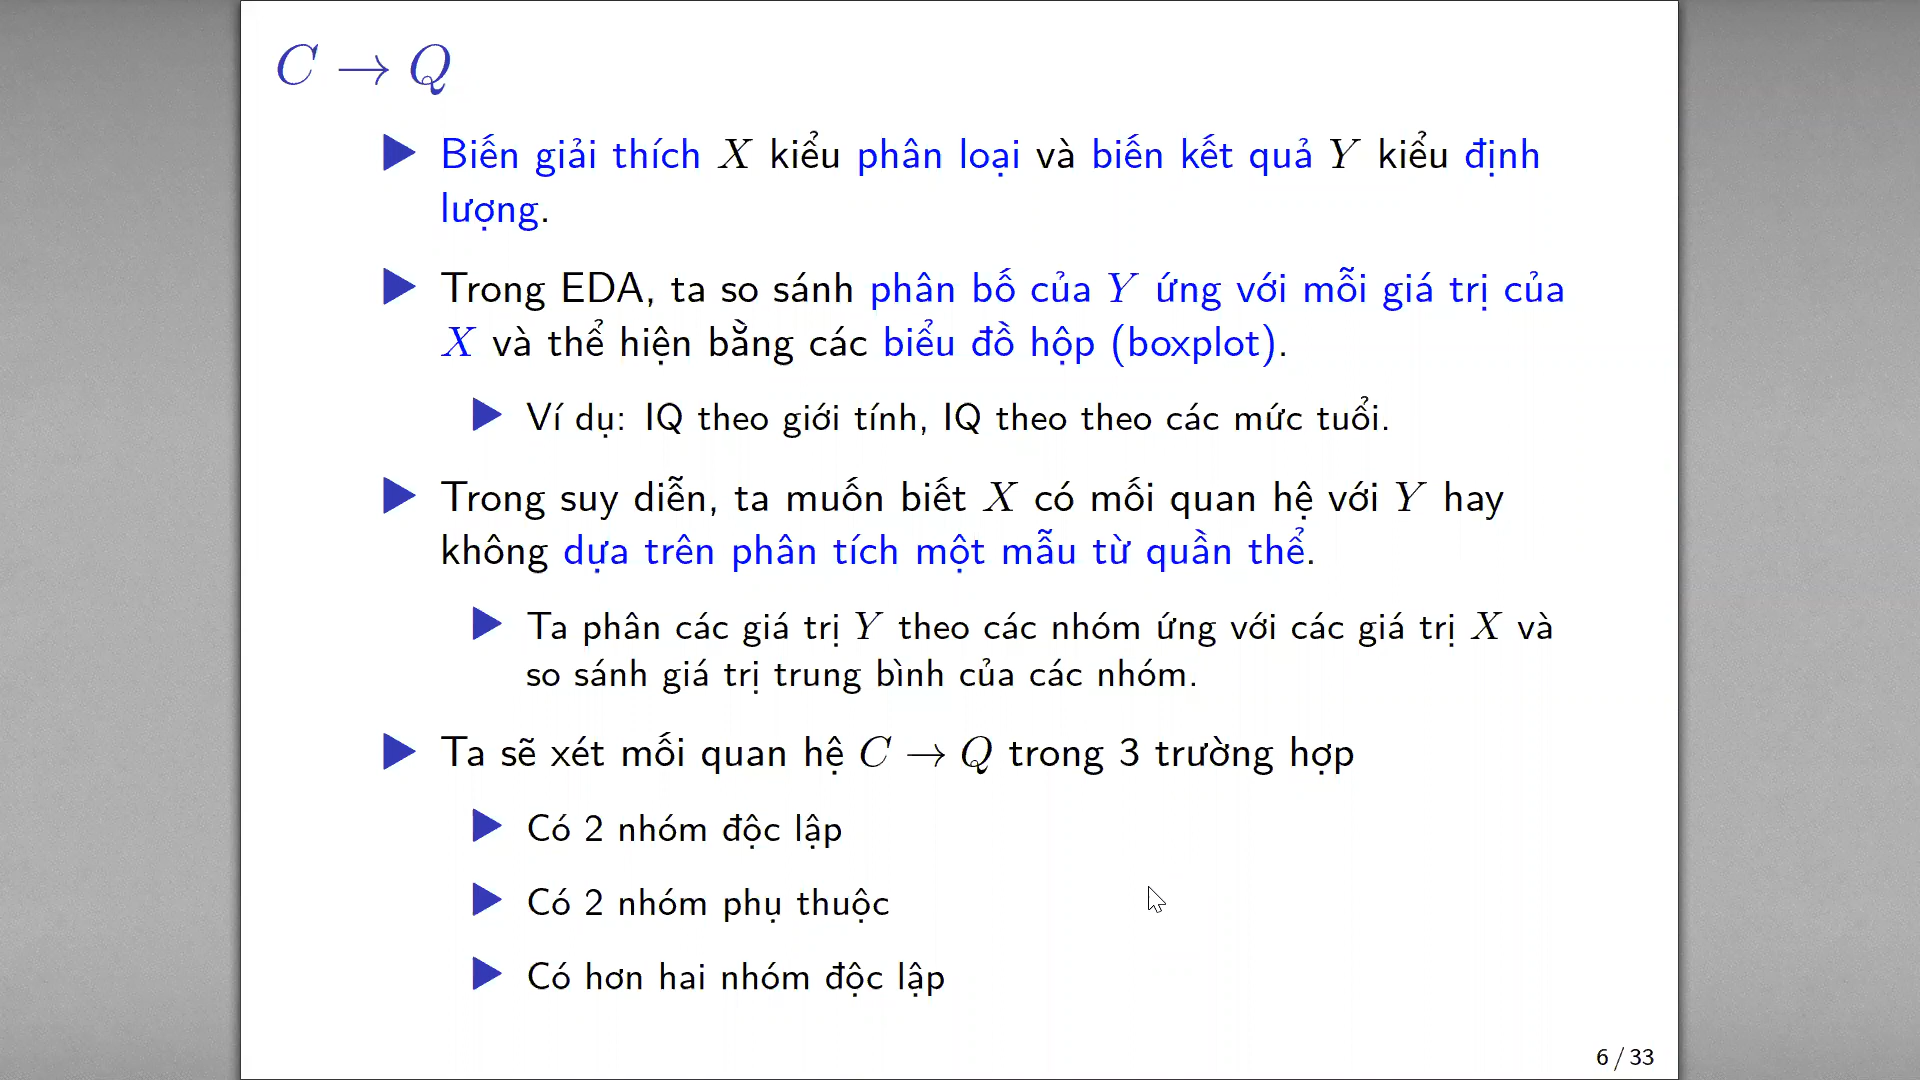 C → Q
Biến giải thích X kiểu phân loại và biến kết quả Y kiểu định
lượng.
Trong EDA, ta so sánh phân bố của Y ứng với mỗi giá trị của
X và thể hiện bằng các biểu đồ hộp (boxplot).
Ví dụ: IQ theo giới tính, IQ theo theo các mức tuổi.
Trong suy diễn, ta muốn biết X có mối quan hệ với Y hay
không dựa trên phân tích một mẫu từ quần thể.
Ta phân các giá trị Y theo các nhóm ứng với các giá trị X và
so sánh giá trị trung bình của các nhóm.
Ta sẽ xét mối quan hệ C → Q trong 3 trường hợp
Có 2 nhóm độc lập
Có 2 nhóm phụ thuộc
Có hơn hai nhóm độc lập
6 / 33